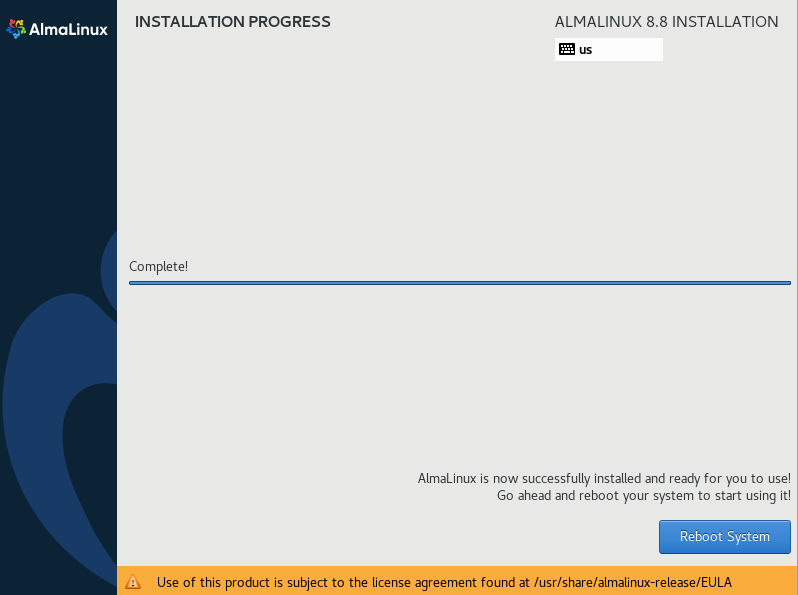 AlmaLinux
INSTALLATION PROGRESS
ALMALINUX 8.8 INSTALLATION
us
Complete!
AlmaLinux is now successfully installed and ready for you to use!
Go ahead and reboot your system to start using it!
Reboot System
Use of this product is subject to the license agreement found at /usr/share/almalinux-release/EULA